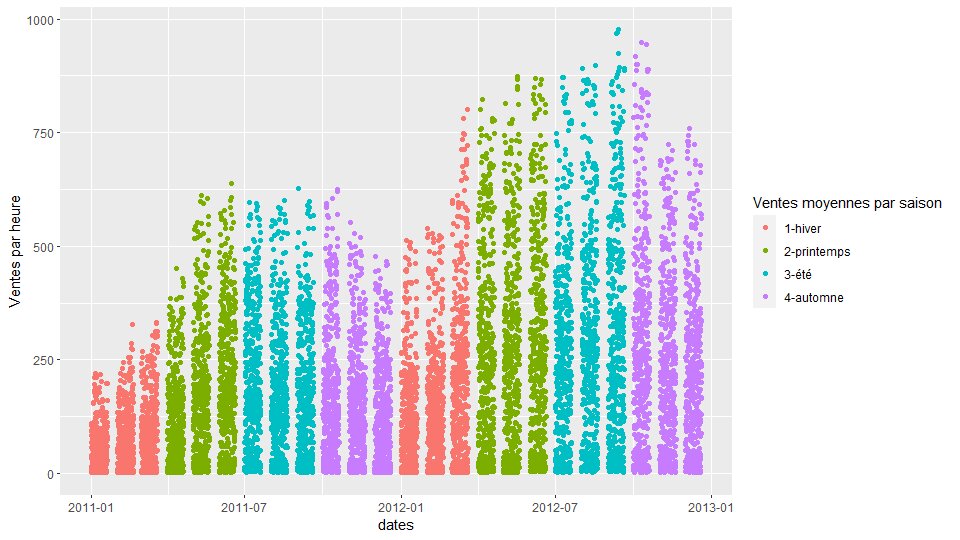 1000
750
500
250
0
Ventes par heure
2011-01
2011-07
2012-01
2012-07
2013-01
dates
Ventes moyennes par saison
1-hiver
2-printemps
3-été
4-automne